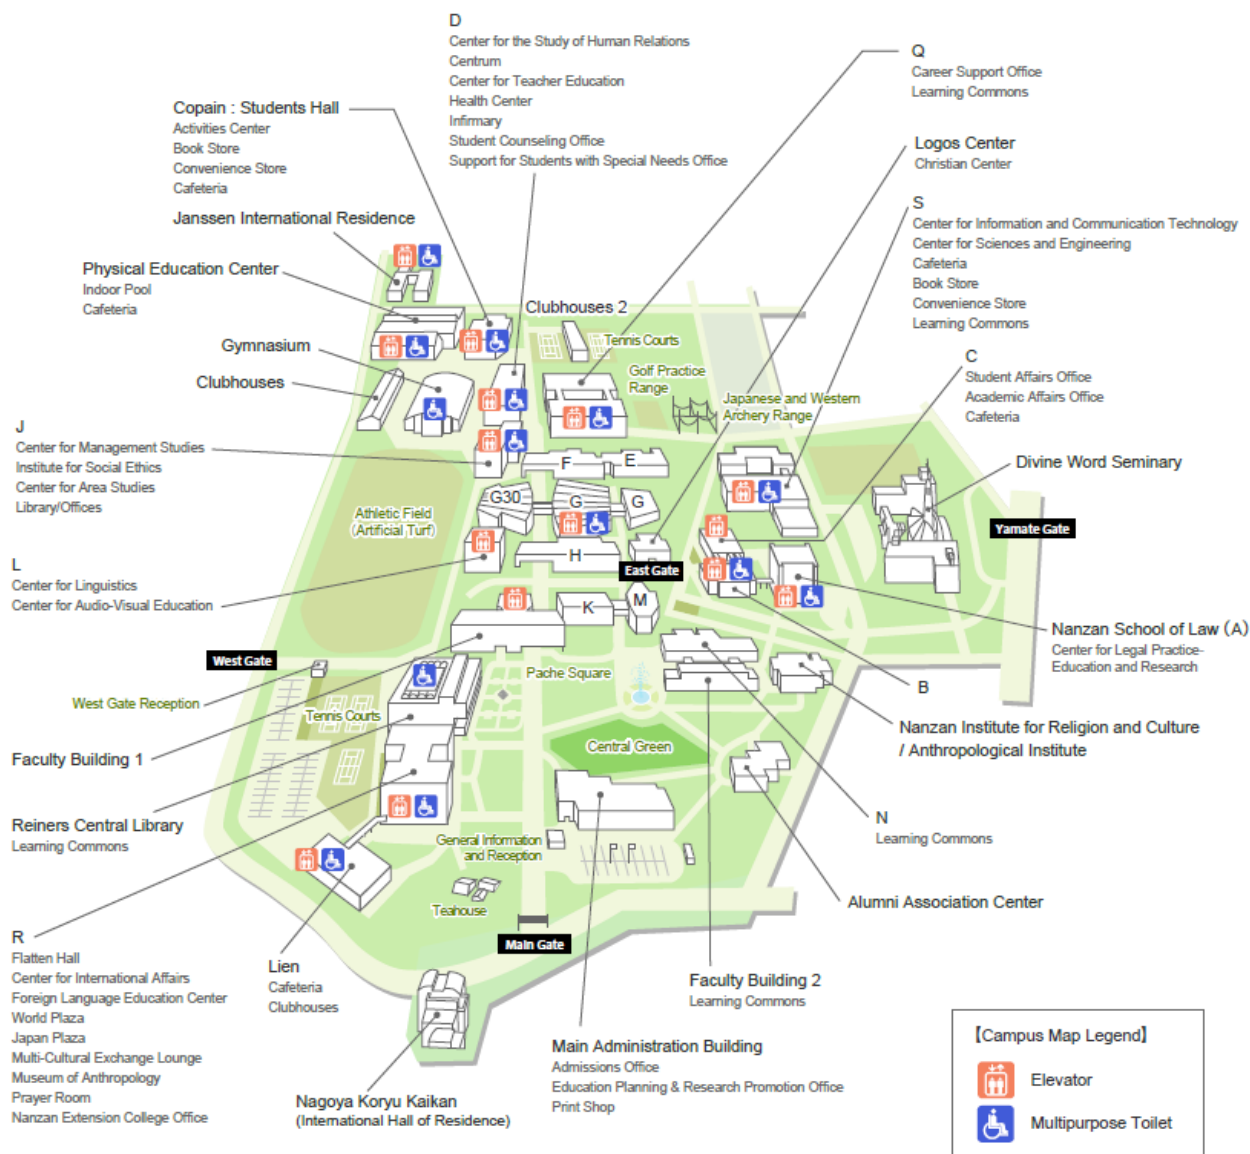 D
Center for the Study of Human Relations
Centrum
Center for Teacher Education
Health Center
Infirmary
Student Counseling Office
Support for Students with Special Needs Office
Q
Career Support Office
Learning Commons
Copain : Students Hall
Activities Center
Book Store
Convenience Store
Cafeteria
Logos Center
Christian Center
Janssen International Residence
S
Center for Information and Communication Technology
Center for Sciences and Engineering
Cafeteria
Book Store
Convenience Store
Learning Commons
Physical Education Center
Indoor Pool
Cafeteria
Clubhouses 2
Tennis Courts
Gymnasium
Golf Practice
Range
Clubhouses
Japanese and Western
Archery Range
C
Student Affairs Office
Academic Affairs Office
Cafeteria
J
Center for Management Studies
Institute for Social Ethics
Center for Area Studies
Library/Offices
F
E
Divine Word Seminary
G30
G
G
Athletic Field
(Artificial Turf)
Yamate Gate
H
East Gate
L
Center for Linguistics
Center for Audio-Visual Education
K
M
Nanzan School of Law (A)
Center for Legal Practice-
Education and Research
West Gate
Pache Square
B
West Gate Reception
Tennis Courts
Nanzan Institute for Religion and Culture
/ Anthropological Institute
Faculty Building 1
Central Green
Reiners Central Library
Learning Commons
General Information
and Reception
N
Learning Commons
Teahouse
Alumni Association Center
Main Gate
R
Flatten Hall
Center for International Affairs
Foreign Language Education Center
World Plaza
Japan Plaza
Multi-Cultural Exchange Lounge
Museum of Anthropology
Prayer Room
Nanzan Extension College Office
Lien
Cafeteria
Clubhouses
Faculty Building 2
Learning Commons
Main Administration Building
Admissions Office
Education Planning & Research Promotion Office
Print Shop
Nagoya Koryu Kaikan
(International Hall of Residence)
【Campus Map Legend】
Elevator
Multipurpose Toilet